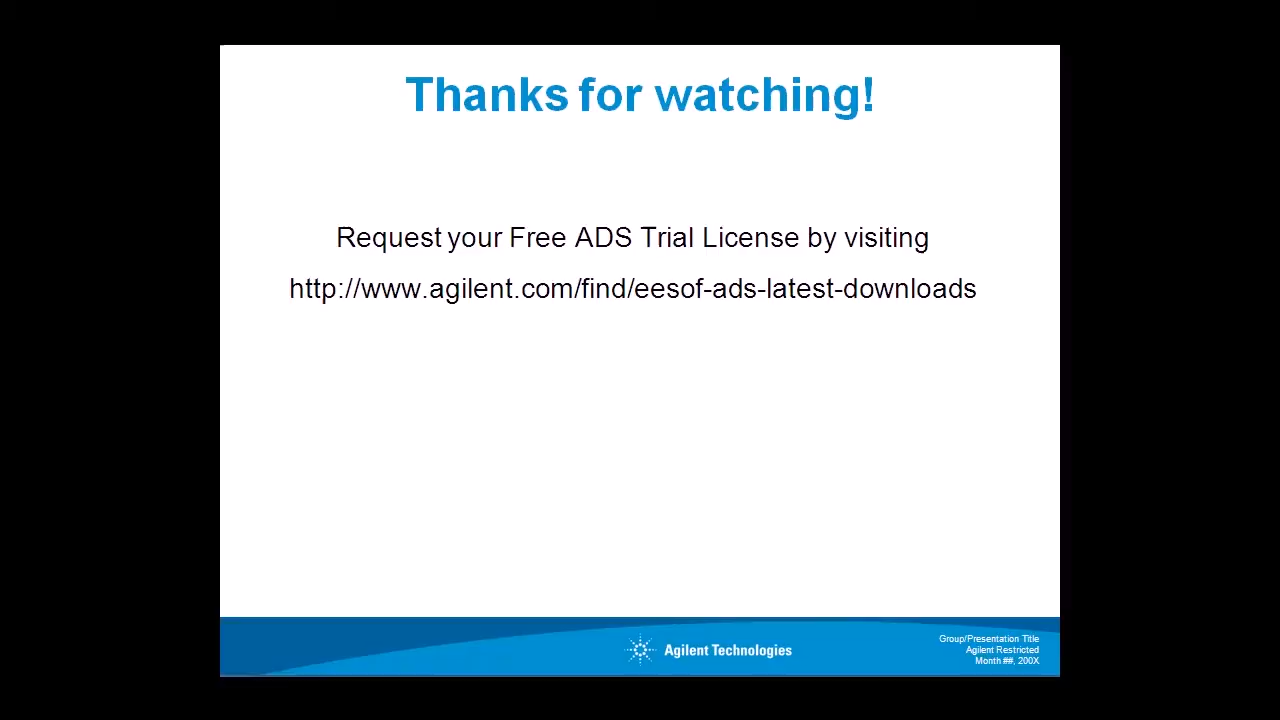 Thanks for watching!
Request your Free ADS Trial License by visiting
http://www.agilent.com/find/eesof-ads-latest-downloads
Agilent Technologies
Group/Presentation Title
Agilent Restricted
Month ##, 200X